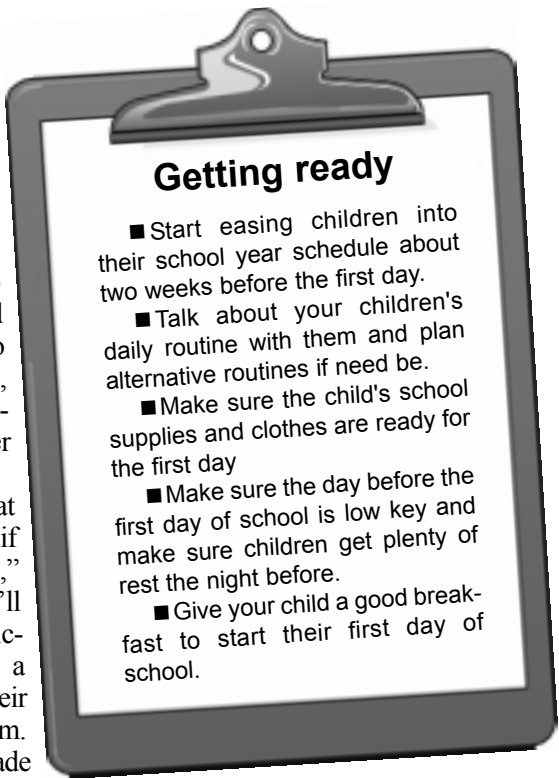 Getting ready
■ Start easing children into
their school year schedule about
two weeks before the first day.
■ Talk about your children's
daily routine with them and plan
alternative routines if need be.
■ Make sure the child's school
supplies and clothes are ready for
the first day
■ Make sure the day before the
first day of school is low key and
make sure children get plenty of
rest the night before.
■ Give your child a good break-
fast to start their first day of
school.
at
if
,”
’ll
a
m.